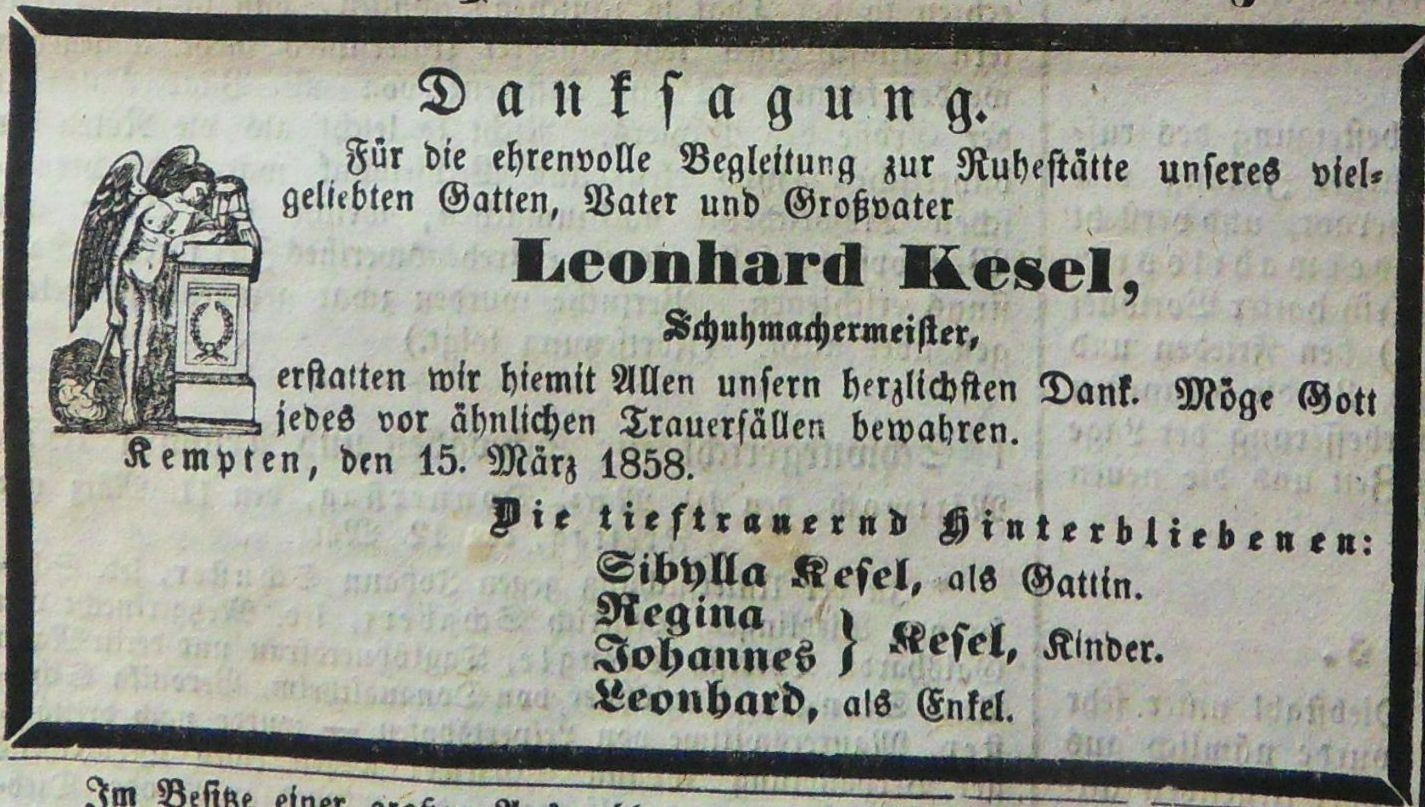 Danksagung.
Für die ehrenvolle Begleitung zur Ruhestätte unseres viel-
geliebten Gatten, Vater und Großvater
Leonhard Kesel,
Schuhmachermeister,
erstatten wir hiemit Allen unsern herzlichsten Dank. Möge Gott
jedes vor ähnlichen Trauerfällen bewahren.
Kempten, den 15. März 1858.
Die tieftrauernd Hinterbliebenen:
Sibylla Kesel, als Gattin.
Regina
Johannes } Kesel, Kinder.
Leonhard, als Enkel.
Im Besitze einer